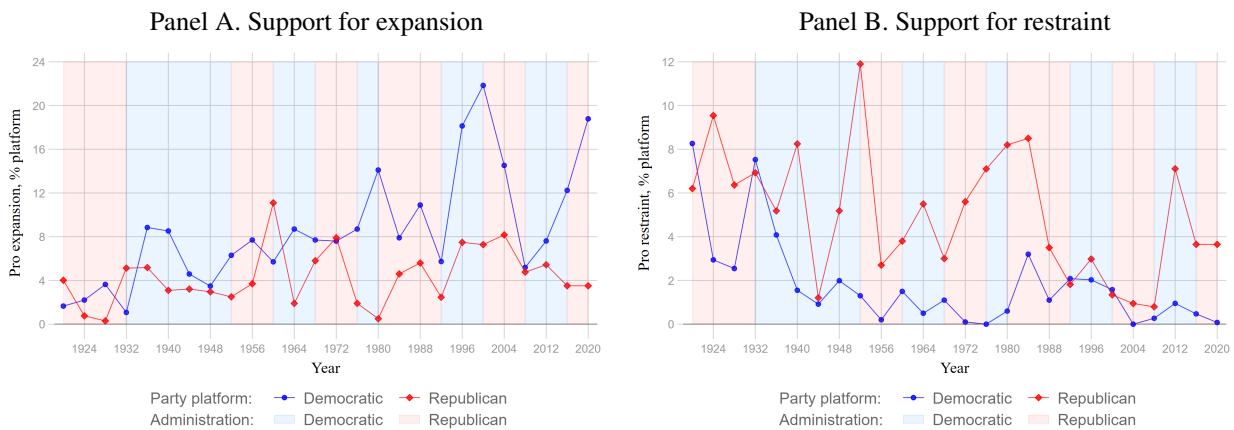 Panel A. Support for expansion
Pro expansion, % platform
24
20
16
12
8
4
0
1924 1932 1940 1948 1956 1964 1972 1980 1988 1996 2004 2012 2020
Year
Party platform: Democratic Republican
Administration: Democratic Republican
Panel B. Support for restraint
Pro restraint, % platform
12
10
8
6
4
2
0
1924 1932 1940 1948 1956 1964 1972 1980 1988 1996 2004 2012 2020
Year
Party platform: Democratic Republican
Administration: Democratic Republican